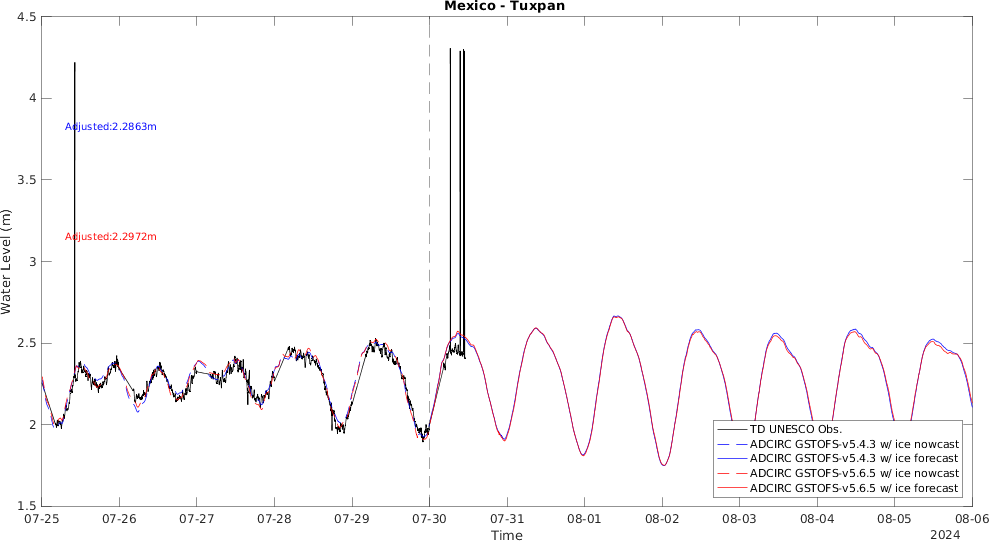 Mexico - Tuxpan
4.5
4
3.5
3
2.5
2
1.5
Water Level (m)
Adjusted:2.2863m
Adjusted:2.2972m
TD UNESCO Obs.
ADCIRC GSTOFS-v5.4.3 w/ ice nowcast
ADCIRC GSTOFS-v5.4.3 w/ ice forecast
ADCIRC GSTOFS-v5.6.5 w/ ice nowcast
ADCIRC GSTOFS-v5.6.5 w/ ice forecast
07-25 07-26 07-27 07-28 07-29 07-30 07-31 08-01 08-02 08-03 08-04 08-05 08-06
Time
2024